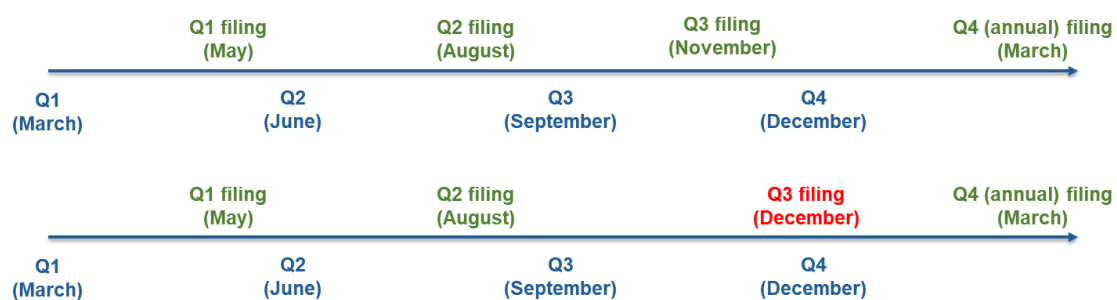 Q1 filing
(May)
Q2 filing
(August)
Q3 filing
(November)
Q4 (annual) filing
(March)
Q1
(March)
Q2
(June)
Q3
(September)
Q4
(December)
Q1 filing
(May)
Q2 filing
(August)
Q3 filing
(December)
Q4 (annual) filing
(March)
Q1
(March)
Q2
(June)
Q3
(September)
Q4
(December)